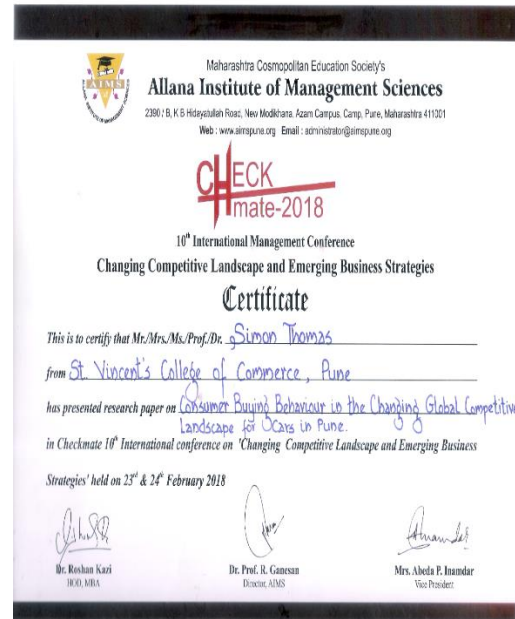 AIMS
Maharashtra Cosmopolitan Education Society's
Allana Institute of Management Sciences
2390 / B, K B Hidayatullah Road, New Modikhana, Azam Campus, Camp, Pune, Maharashtra 411001
Web : www.aimspune.org Email : administrator@aimspune.org
CHECK
mate-2018
10th International Management Conference
Changing Competitive Landscape and Emerging Business Strategies
Certificate
This is to certify that Mr./Mrs./Ms./Prof./Dr. Simon Thomas
from St. Vincent's College of Commerce, Pune
has presented research paper on Consumer Buying Behaviour in the Changing Global Competitive
Landscape for Cars in Pune.
in Checkmate 10th International conference on 'Changing Competitive Landscape and Emerging Business
Strategies' held on 23rd & 24th February 2018
Dr. Roshan Kazi
HOD, MBA
Dr. Prof. R. Ganesan
Director, AIMS
Mrs. Abeda P. Inamdar
Vice President